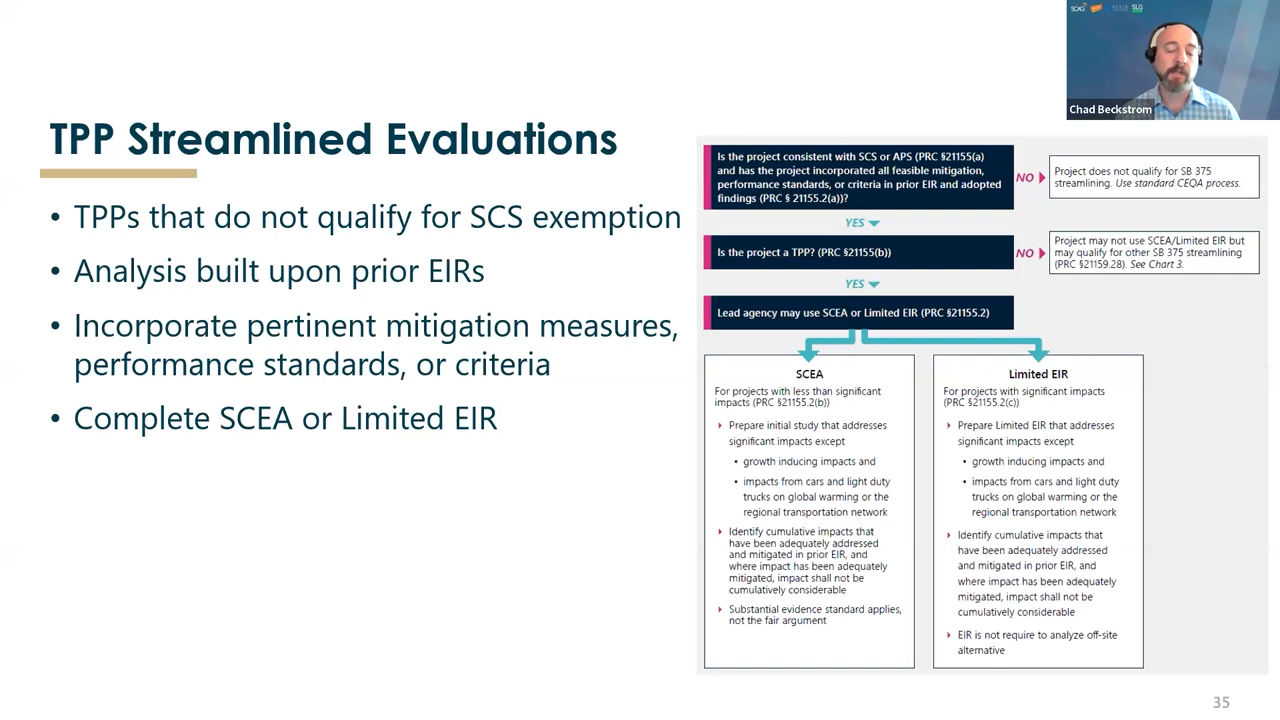 SCAG
SLG
Chad Beckstrom
TPP Streamlined Evaluations
• TPPs that do not qualify for SCS exemption
• Analysis built upon prior EIRs
• Incorporate pertinent mitigation measures,
performance standards, or criteria
• Complete SCEA or Limited EIR
Is the project consistent with SCS or APS (PRC §21155(a)
and has the project incorporated all feasible mitigation,
performance standards, or criteria in prior EIR and adopted
findings (PRC § 21155.2(a))?
NO
Project does not qualify for SB 375
streamlining. Use standard CEQA process.
YES
Is the project a TPP? (PRC §21155(b))
NO
Project may not use SCEA/Limited EIR but
may qualify for other SB 375 streamlining
(PRC §21159.28). See Chart 3.
YES
Lead agency may use SCEA or Limited EIR (PRC §21155.2)
SCEA
For projects with less than significant
impacts (PRC §21155.2(b))
Prepare initial study that addresses
significant impacts except
• growth inducing impacts and
• impacts from cars and light duty
trucks on global warming or the
regional transportation network
Identify cumulative impacts that
have been adequately addressed
and mitigated in prior EIR, and
where impact has been adequately
mitigated, impact shall not be
cumulatively considerable
Substantial evidence standard applies,
not the fair argument
Limited EIR
For projects with significant impacts
(PRC §21155.2(c))
Prepare Limited EIR that addresses
significant impacts except
• growth inducing impacts and
• impacts from cars and light duty
trucks on global warming or the
regional transportation network
Identify cumulative impacts that
have been adequately addressed
and mitigated in prior EIR, and
where impact has been adequately
mitigated, impact shall not be
cumulatively considerable
EIR is not require to analyze off-site
alternative
35